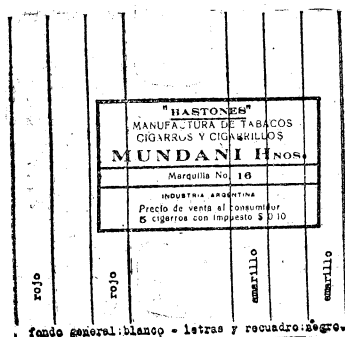 "BASTONES"
MANUFACTURA DE TABACOS
CIGARROS Y CIGARRILLOS
MUNDANI HNOS.
Marquilla No. 16
INDUSTRIA ARGENTINA
Precio de venta al consumidor
5 cigarros con impuesto $ 0.10
rojo
rojo
amarillo
amarillo
fondo general:blanco - letras y recuadro:negro.